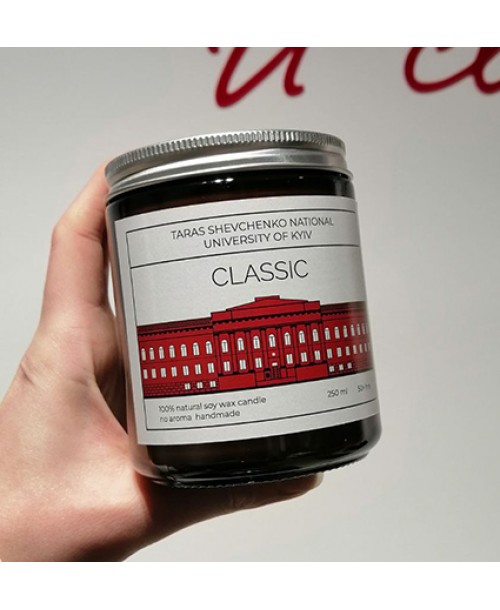 TARAS SHEVCHENKO NATIONAL
UNIVERSITY OF KYIV
CLASSIC
100% natural soy wax candle
no aroma handmade
250 ml